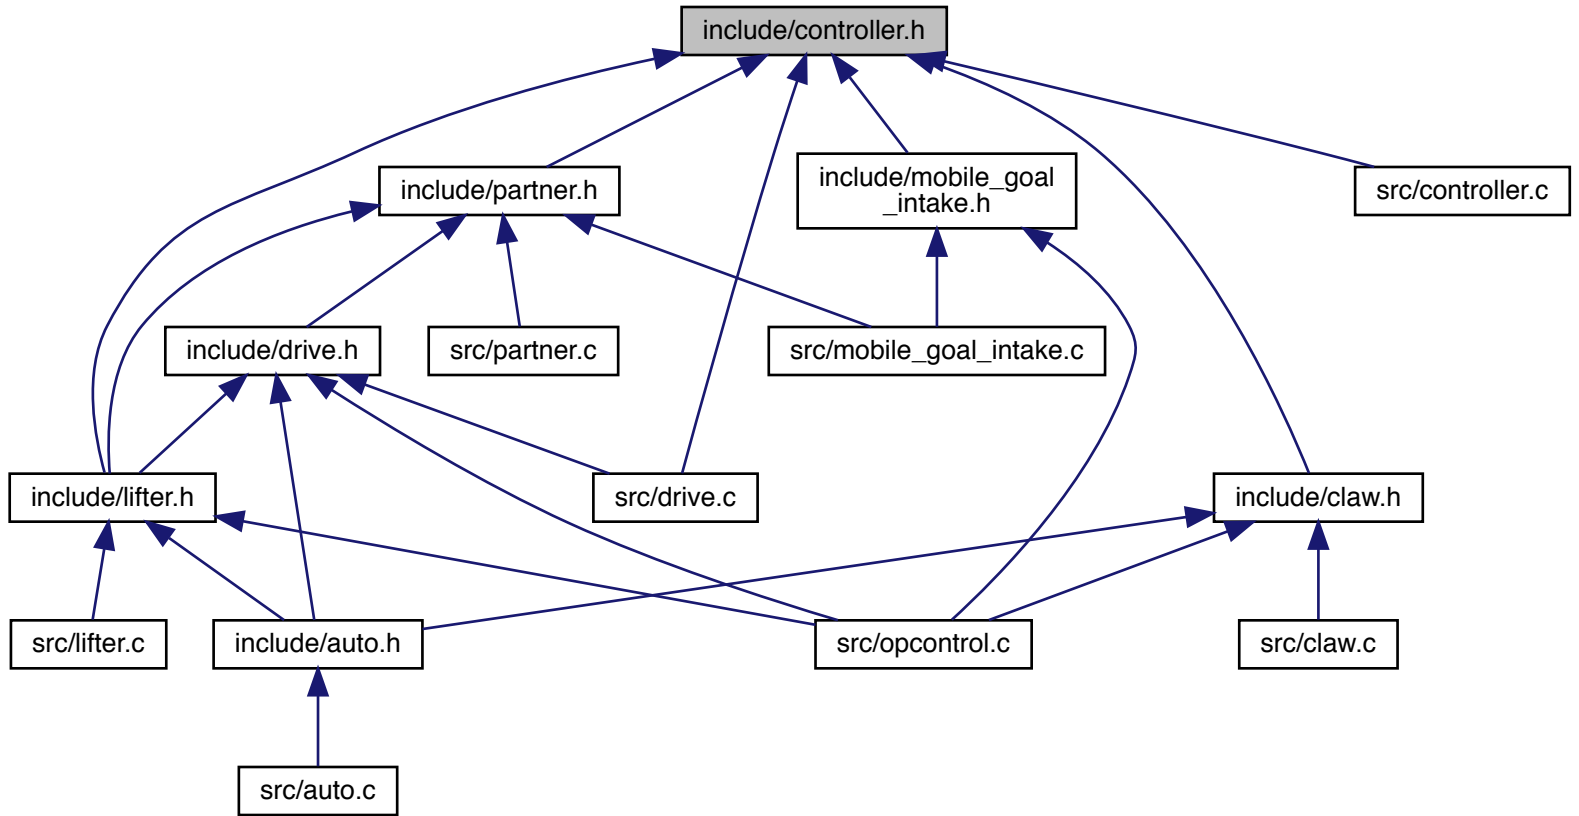 include/controller.h
include/partner.h
include/mobile_goal
_intake.h
src/controller.c
include/drive.h
src/partner.c
src/mobile_goal_intake.c
include/lifter.h
src/drive.c
include/claw.h
src/lifter.c
include/auto.h
src/opcontrol.c
src/claw.c
src/auto.c